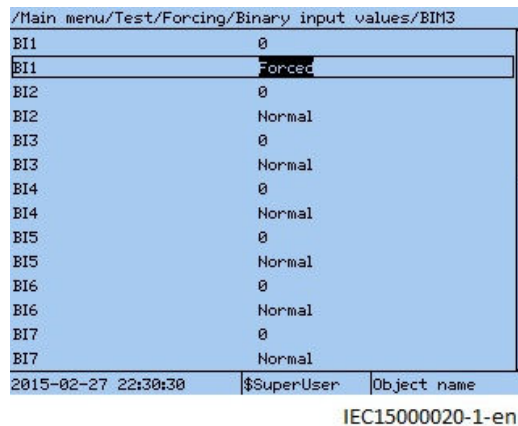 /Main menu/Test/Forcing/Binary input values/BIM3
BI1 0
BI1 Forced
BI2 0
BI2 Normal
BI3 0
BI3 Normal
BI4 0
BI4 Normal
BI5 0
BI5 Normal
BI6 0
BI6 Normal
BI7 0
BI7 Normal
2015-02-27 22:30:30 $SuperUser Object name
IEC15000020-1-en